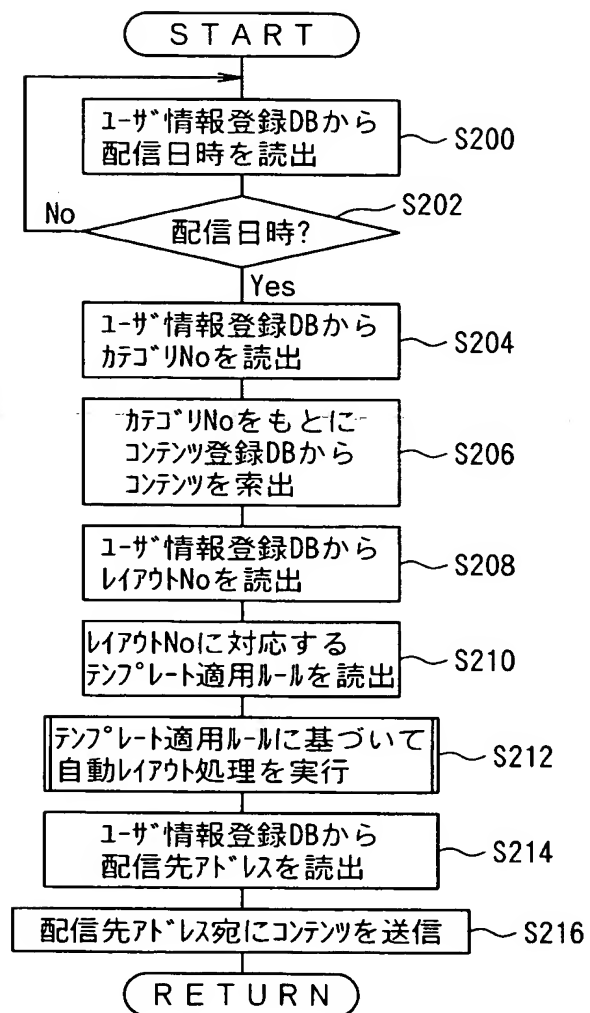 START
ﾕｰｻﾞ情報登録DBから
配信日時を読出
S200
S202
No
配信日時?
Yes
ﾕｰｻﾞ情報登録DBから
ｶﾃｺﾞﾘNoを読出
S204
ｶﾃｺﾞﾘNoをもとに
ｺﾝﾃﾝﾂ登録DBから
ｺﾝﾃﾝﾂを索出
S206
ﾕｰｻﾞ情報登録DBから
ﾚｲｱｳﾄNoを読出
S208
ﾚｲｱｳﾄNoに対応する
ﾃﾝﾌﾟﾚｰﾄ適用ﾙｰﾙを読出
S210
ﾃﾝﾌﾟﾚｰﾄ適用ﾙｰﾙに基づいて
自動ﾚｲｱｳﾄ処理を実行
S212
ﾕｰｻﾞ情報登録DBから
配信先ｱﾄﾞﾚｽを読出
S214
配信先ｱﾄﾞﾚｽ宛にｺﾝﾃﾝﾂを送信
S216
RETURN